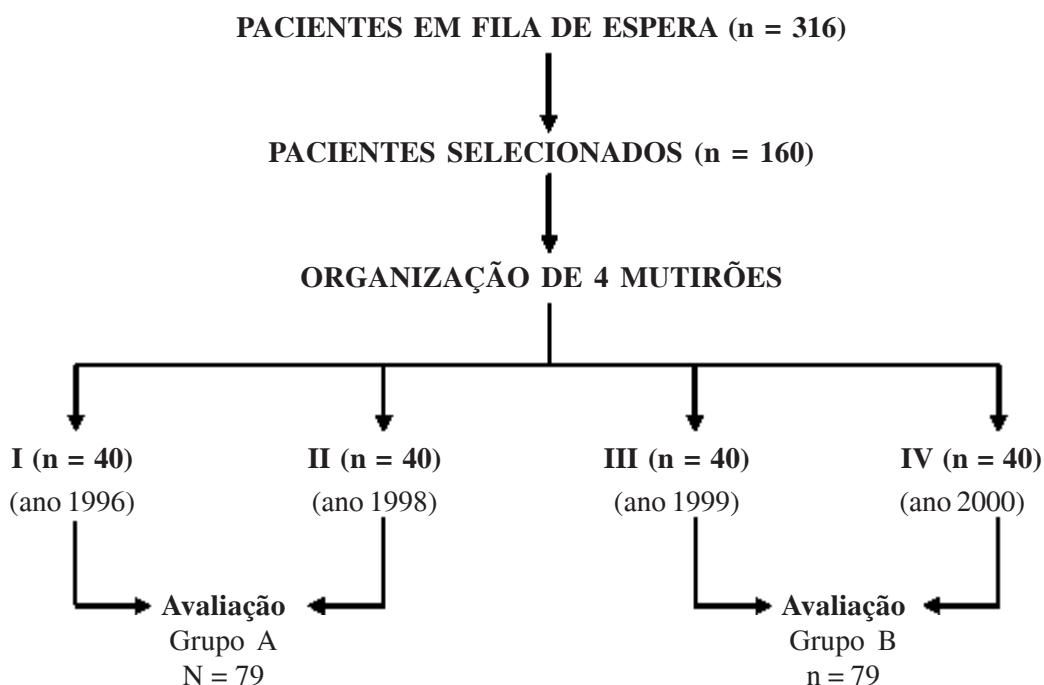 PACIENTES EM FILA DE ESPERA (n = 316)
PACIENTES SELECIONADOS (n = 160)
ORGANIZAÇÃO DE 4 MUTIRÕES
I (n = 40)
(ano 1996)
II (n = 40)
(ano 1998)
III (n = 40)
(ano 1999)
IV (n = 40)
(ano 2000)
Avaliação
Grupo A
N = 79
Avaliação
Grupo B
n = 79